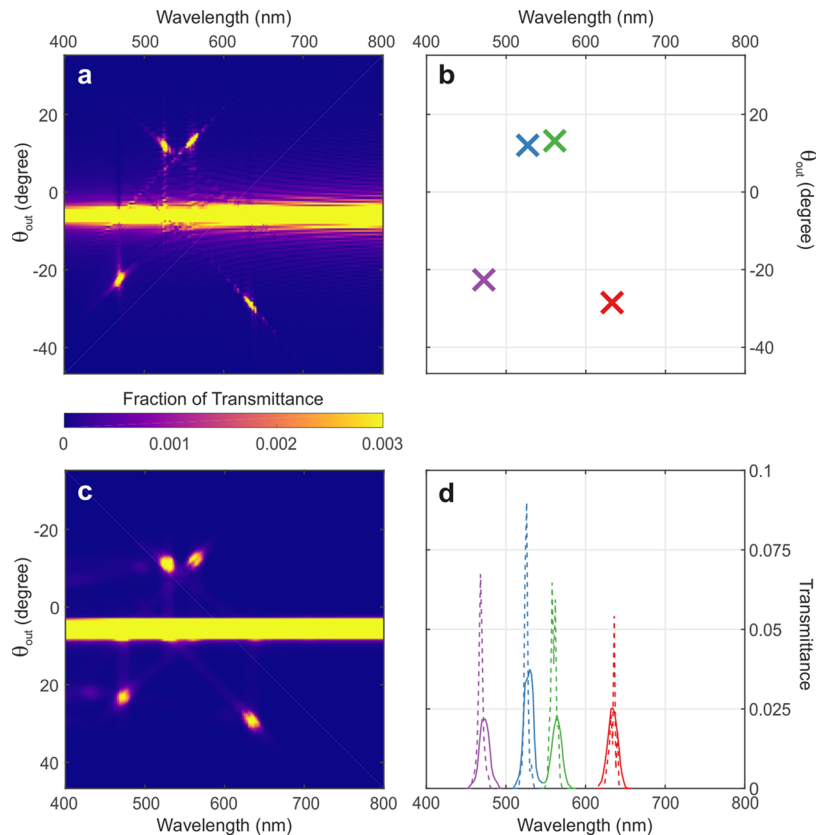 Wavelength (nm)
Wavelength (nm)
400 500 600 700 800
400 500 600 700 800
a
b
20
0
-20
-40
θout (degree)
20
0
-20
-40
θout (degree)
Fraction of Transmittance
0 0.001 0.002 0.003
c
d
-20
0
20
40
θout (degree)
0.1
0.075
0.05
0.025
0
Transmittance
400 500 600 700 800
400 500 600 700 800
Wavelength (nm)
Wavelength (nm)